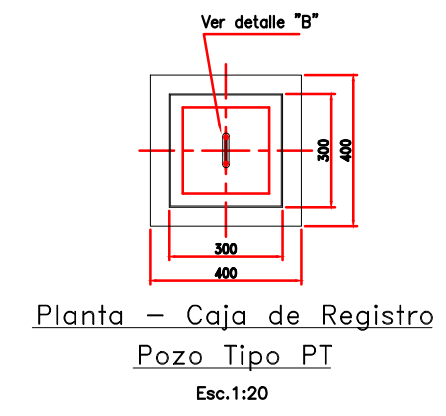 Ver detalle "B"
300
400
300
400
Planta - Caja de Registro
Pozo Tipo PT
Esc.1:20